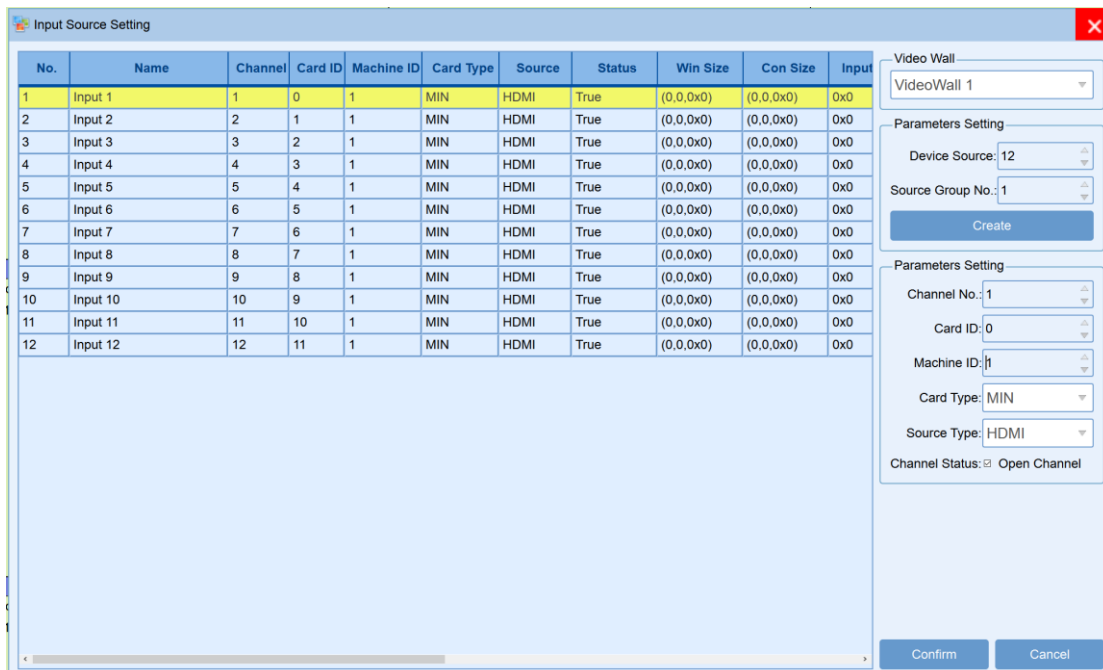 Input Source Setting
No. Name Channel Card ID Machine ID Card Type Source Status Win Size Con Size Input
1 Input 1 1 0 1 MIN HDMI True (0,0,0x0) (0,0,0x0) 0x0
2 Input 2 2 1 1 MIN HDMI True (0,0,0x0) (0,0,0x0) 0x0
3 Input 3 3 2 1 MIN HDMI True (0,0,0x0) (0,0,0x0) 0x0
4 Input 4 4 3 1 MIN HDMI True (0,0,0x0) (0,0,0x0) 0x0
5 Input 5 5 4 1 MIN HDMI True (0,0,0x0) (0,0,0x0) 0x0
6 Input 6 6 5 1 MIN HDMI True (0,0,0x0) (0,0,0x0) 0x0
7 Input 7 7 6 1 MIN HDMI True (0,0,0x0) (0,0,0x0) 0x0
8 Input 8 8 7 1 MIN HDMI True (0,0,0x0) (0,0,0x0) 0x0
9 Input 9 9 8 1 MIN HDMI True (0,0,0x0) (0,0,0x0) 0x0
10 Input 10 10 9 1 MIN HDMI True (0,0,0x0) (0,0,0x0) 0x0
11 Input 11 11 10 1 MIN HDMI True (0,0,0x0) (0,0,0x0) 0x0
12 Input 12 12 11 1 MIN HDMI True (0,0,0x0) (0,0,0x0) 0x0
Video Wall
VideoWall 1
Parameters Setting
Device Source: 12
Source Group No.: 1
Create
Parameters Setting
Channel No.: 1
Card ID: 0
Machine ID: 1
Card Type: MIN
Source Type: HDMI
Channel Status: Open Channel
Confirm Cancel